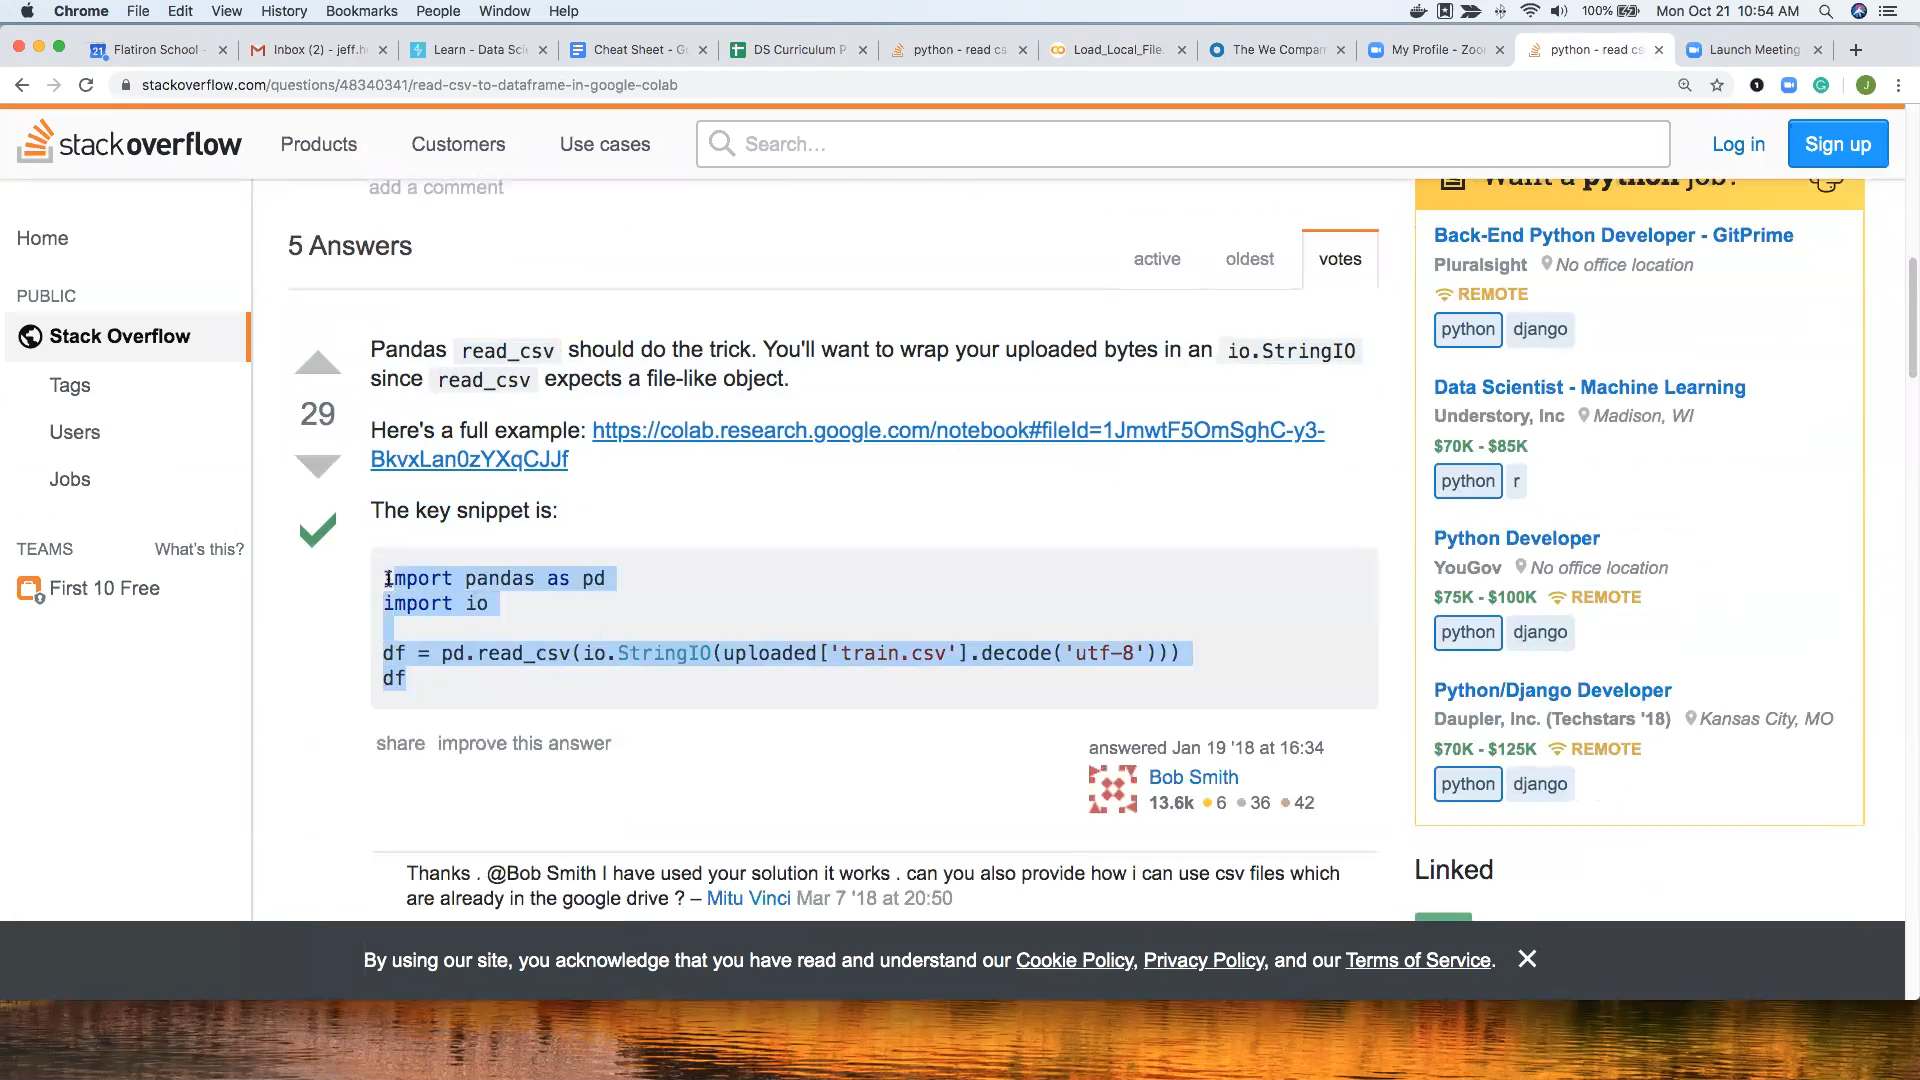 Chrome File Edit View History Bookmarks People Window Help 100% Mon Oct 21 10:54 AM
21 Flatiron School - Inbox (2) - jeff.h Learn - Data Sci Cheat Sheet - G DS Curriculum P python - read cs Load_Local_File. The We Compan My Profile - Zoo python - read cs Launch Meeting
stackoverflow.com/questions/48340341/read-csv-to-dataframe-in-google-colab
stackoverflow Products Customers Use cases Search... Log in Sign up
Home
PUBLIC
Stack Overflow
Tags
Users
Jobs
TEAMS What's this?
First 10 Free
add a comment
5 Answers
active oldest votes
29
Pandas read_csv should do the trick. You'll want to wrap your uploaded bytes in an io.StringIO
since read_csv expects a file-like object.
Here's a full example: https://colab.research.google.com/notebook#fileId=1JmwtF5OmSghC-y3-
BkvxLan0zYXqCJJf
The key snippet is:
import pandas as pd
import io
df = pd.read_csv(io.StringIO(uploaded['train.csv'].decode('utf-8')))
df
share improve this answer
answered Jan 19 '18 at 16:34
Bob Smith
13.6k 6 36 42
Thanks . @Bob Smith I have used your solution it works . can you also provide how i can use csv files which
are already in the google drive ? – Mitu Vinci Mar 7 '18 at 20:50
Want a python job?
Back-End Python Developer - GitPrime
Pluralsight No office location
REMOTE
python django
Data Scientist - Machine Learning
Understory, Inc Madison, WI
$70K - $85K
python r
Python Developer
YouGov No office location
$75K - $100K REMOTE
python django
Python/Django Developer
Daupler, Inc. (Techstars '18) Kansas City, MO
$70K - $125K REMOTE
python django
Linked
By using our site, you acknowledge that you have read and understand our Cookie Policy, Privacy Policy, and our Terms of Service.